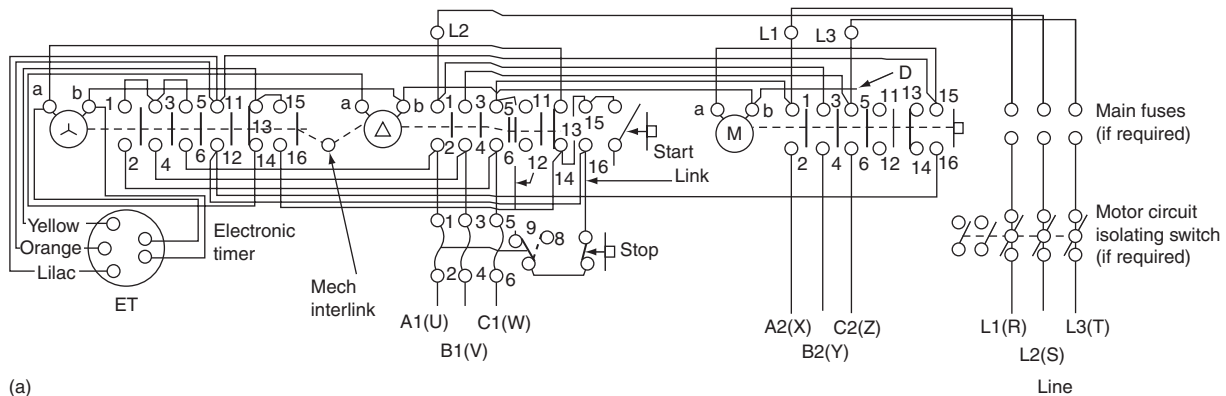 L2
L1
L3
D
a
b
1
3
5
11
13
15
2
4
6
12
14
16
a
b
1
3
5
11
13
15
2
4
6
12
14
16
Start
Link
a
b
M
1
3
5
11
13
15
2
4
6
12
14
16
Main fuses
(if required)
Motor circuit
isolating switch
(if required)
Yellow
Orange
Lilac
ET
Electronic
timer
Mech
interlink
1
3
5
9
8
Stop
2
4
6
A1(U)
C1(W)
B1(V)
A2(X)
C2(Z)
B2(Y)
L1(R)
L3(T)
L2(S)
Line
(a)